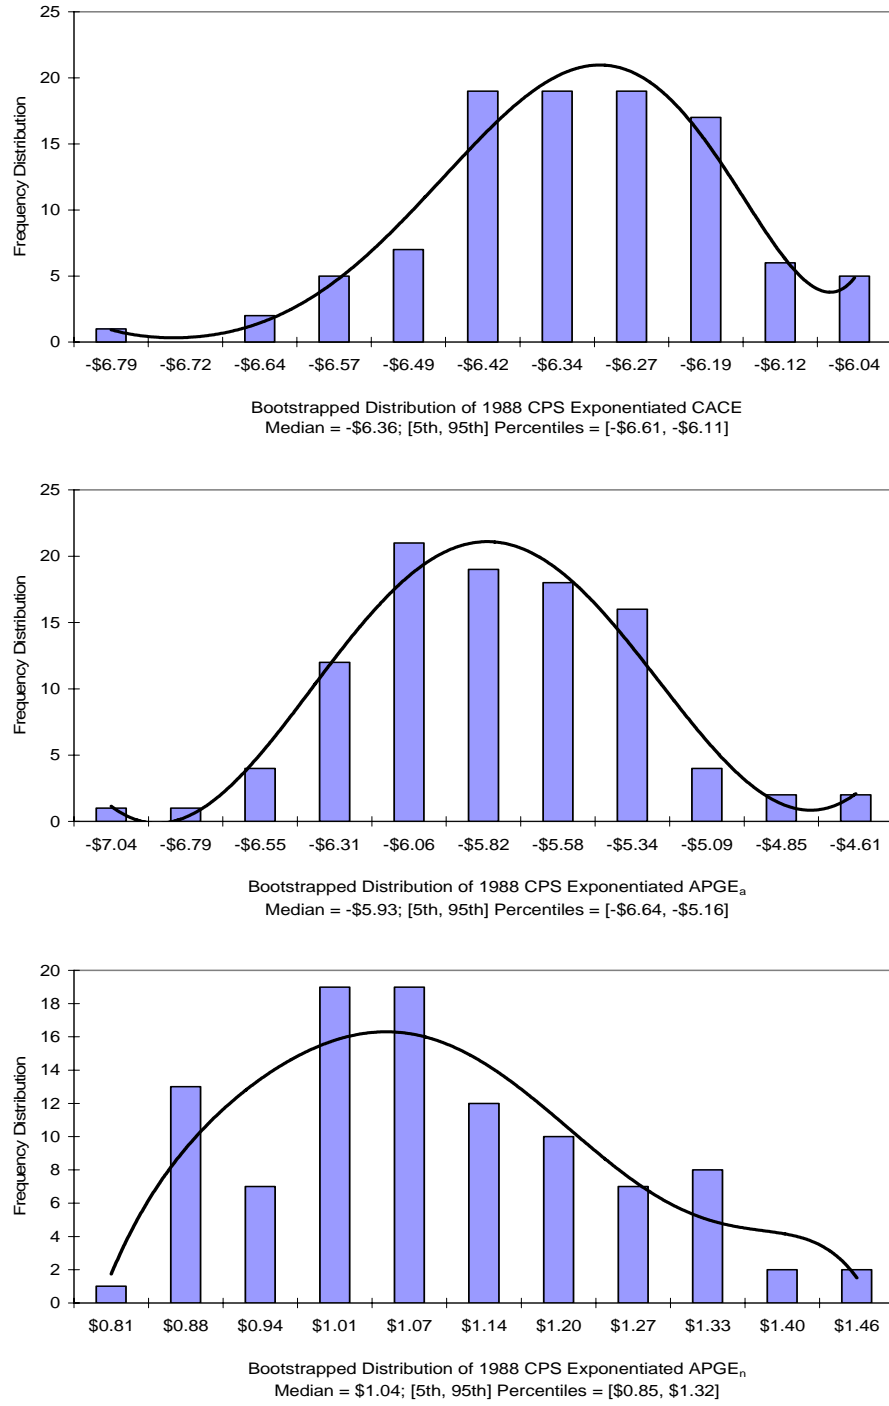 25
20
15
10
5
0
Frequency Distribution
-$6.79 -$6.72 -$6.64 -$6.57 -$6.49 -$6.42 -$6.34 -$6.27 -$6.19 -$6.12 -$6.04
Bootstrapped Distribution of 1988 CPS Exponentiated CACE
Median = -$6.36; [5th, 95th] Percentiles = [-$6.61, -$6.11]
25
20
15
10
5
0
Frequency Distribution
-$7.04 -$6.79 -$6.55 -$6.31 -$6.06 -$5.82 -$5.58 -$5.34 -$5.09 -$4.85 -$4.61
Bootstrapped Distribution of 1988 CPS Exponentiated APGEa
Median = -$5.93; [5th, 95th] Percentiles = [-$6.64, -$5.16]
20
18
16
14
12
10
8
6
4
2
0
Frequency Distribution
$0.81 $0.88 $0.94 $1.01 $1.07 $1.14 $1.20 $1.27 $1.33 $1.40 $1.46
Bootstrapped Distribution of 1988 CPS Exponentiated APGEn
Median = $1.04; [5th, 95th] Percentiles = [$0.85, $1.32]